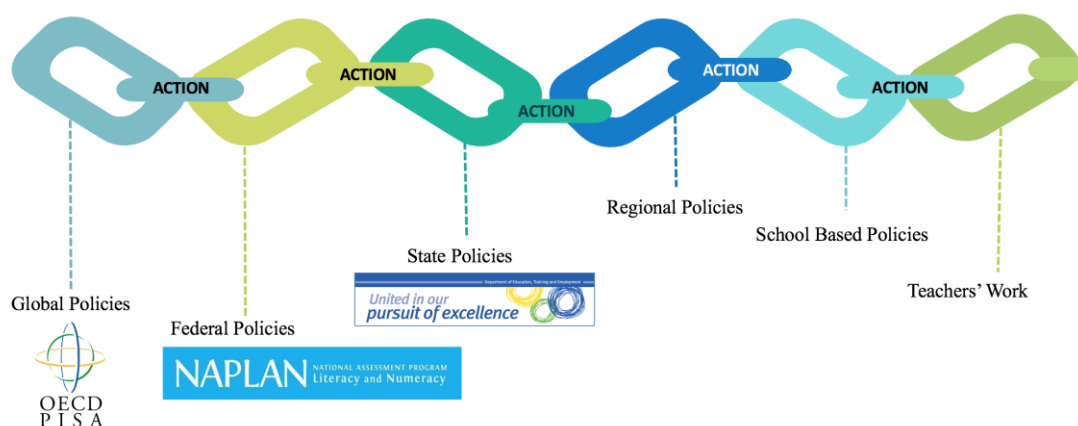 ACTION
ACTION
ACTION
ACTION
ACTION
Global Policies
OECD
PISA
Federal Policies
NAPLAN
NATIONAL ASSESSMENT PROGRAM
Literacy and Numeracy
State Policies
Department of Education, Training and Employment
United in our
pursuit of excellence
Regional Policies
School Based Policies
Teachers’ Work